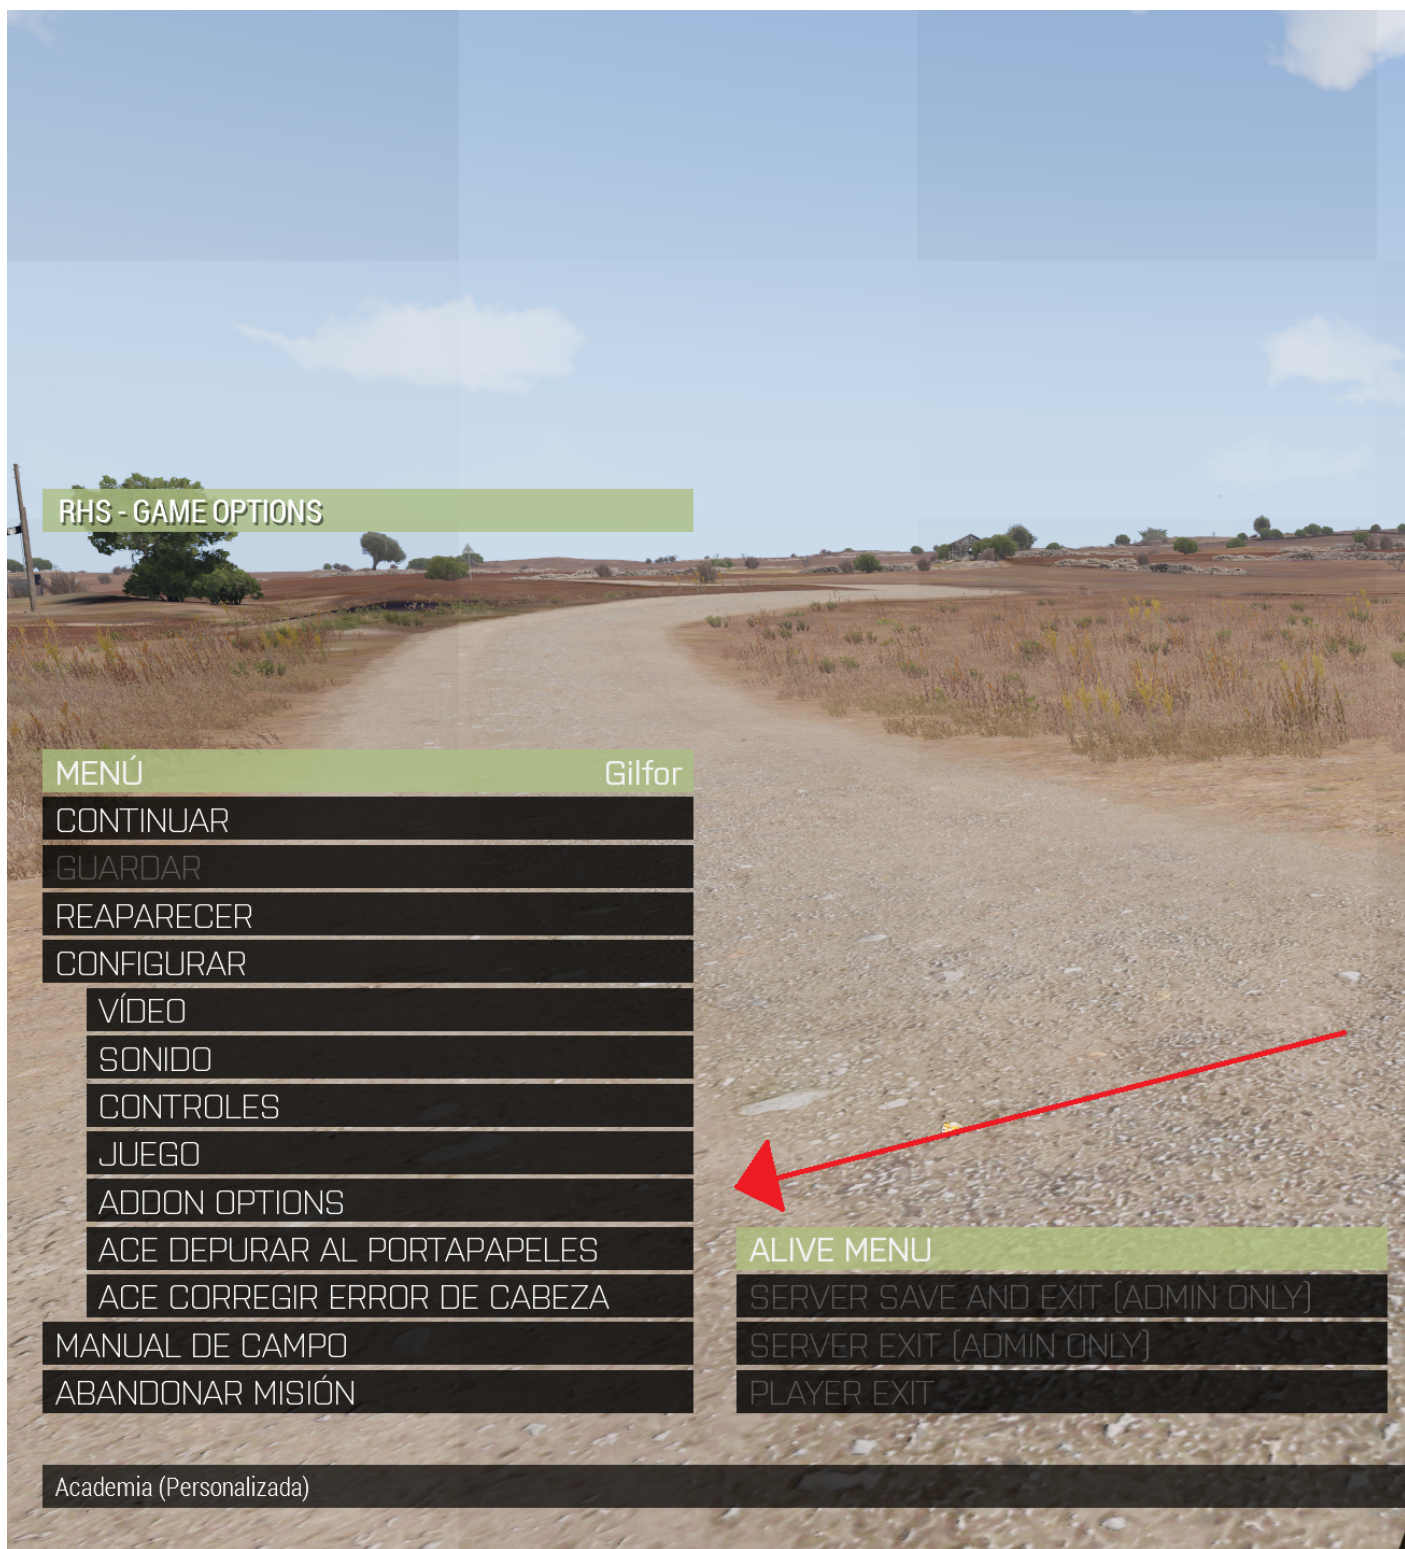 RHS - GAME OPTIONS
MENÚ Gilfor
CONTINUAR
GUARDAR
REAPARECER
CONFIGURAR
VÍDEO
SONIDO
CONTROLES
JUEGO
ADDON OPTIONS
ACE DEPURAR AL PORTAPAPELES
ACE CORREGIR ERROR DE CABEZA
MANUAL DE CAMPO
ABANDONAR MISIÓN
ALIVE MENU
SERVER SAVE AND EXIT (ADMIN ONLY)
SERVER EXIT (ADMIN ONLY)
PLAYER EXIT
Academia (Personalizada)